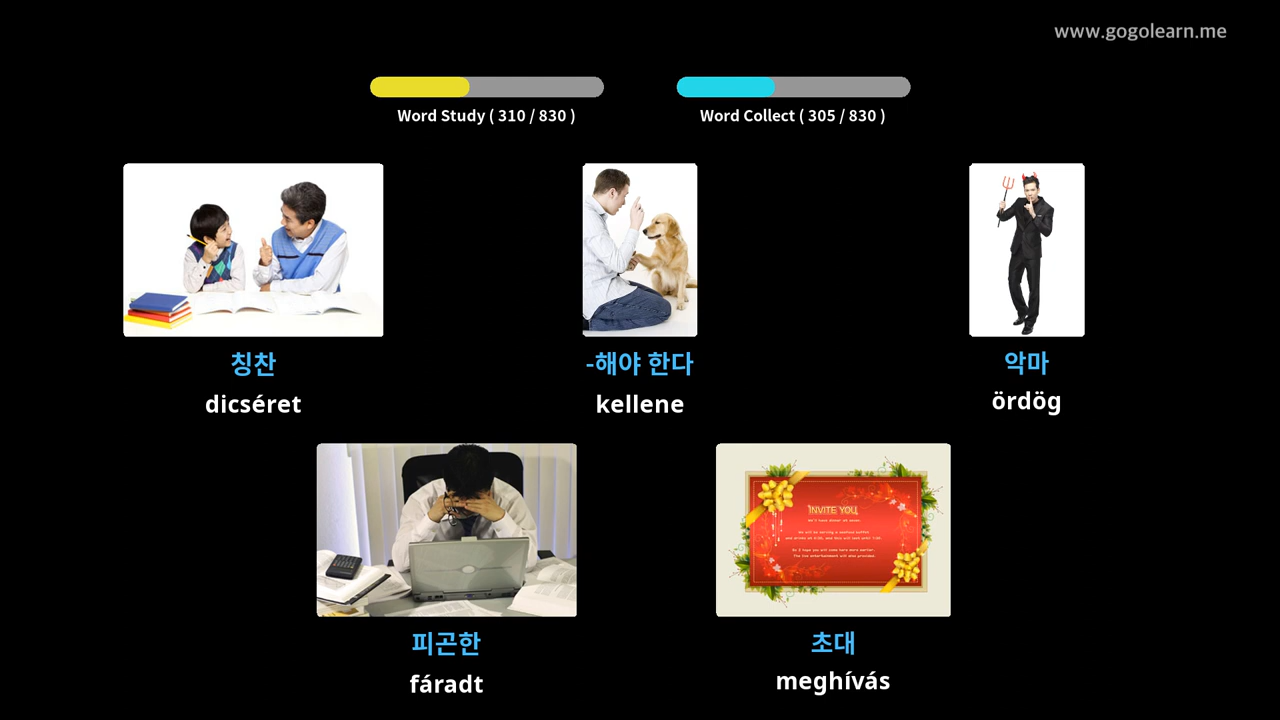 www.gogolearn.me
Word Study ( 310 / 830 )
Word Collect ( 305 / 830 )
칭찬
dicséret
-해야 한다
kellene
악마
ördög
INVITE YOU
피곤한
fáradt
초대
meghívás